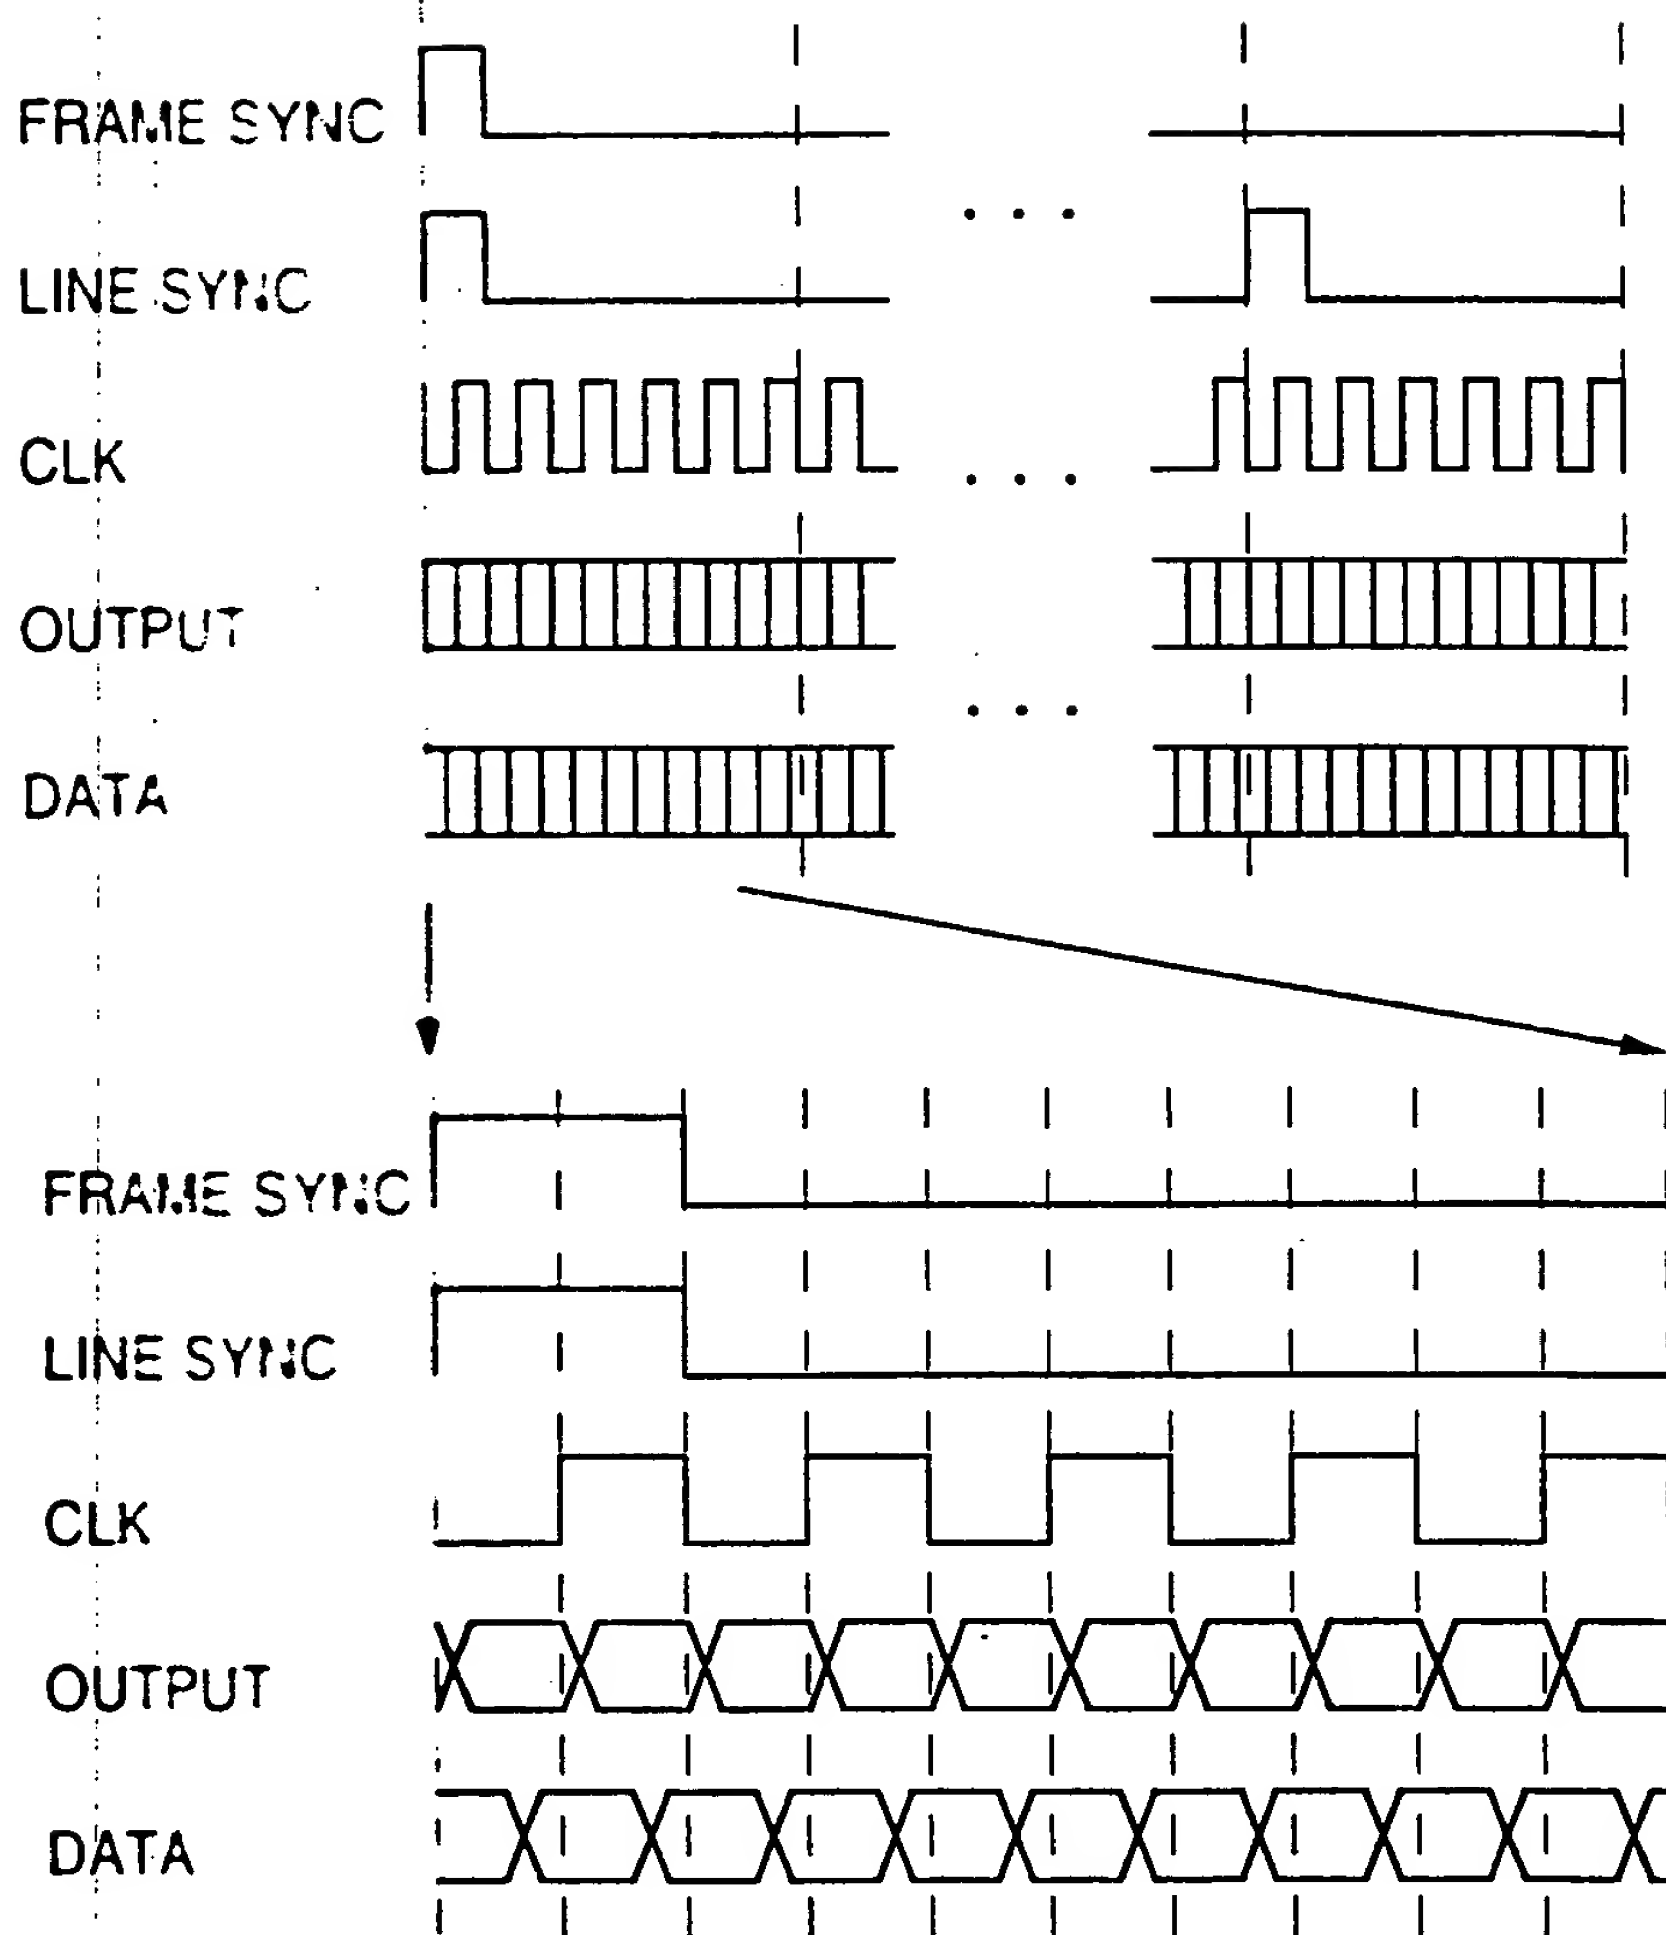 FRAME SYNC
LINE SYNC
CLK
OUTPUT
DATA
FRAME SYNC
LINE SYNC
CLK
OUTPUT
DATA